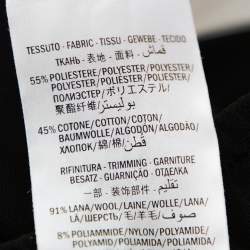 TESSUTO - FABRIC - TISSU - GEWEBE - TECIDO
ТКАНЬ - 表地 - 面料 - قماش
55% POLIESTERE/POLYESTER/POLYESTER/
POLYESTER/POLIÉSTER/POLIÉSTER/
ПОЛИЭСТЕР/ポリエステル/
聚酯纤维/بوليستر
45% COTONE/COTTON/COTON/
BAUMWOLLE/ALGODÓN/ALGODÃO/
ХЛОПОК/綿/棉/قطن
RIFINITURA - TRIMMING - GARNITURE
BESATZ - GUARNICIÓN - ORLATURA
一部 - 装饰部件 - تقليم
91% LANA/WOOL/LAINE/WOLLE/
LÃ/ШЕРСТЬ/毛/羊毛/صوف
8% POLIAMMIDE/NYLON/POLYAMIDE
POLYAMID/POLIAMIDA/POLIAMIDA